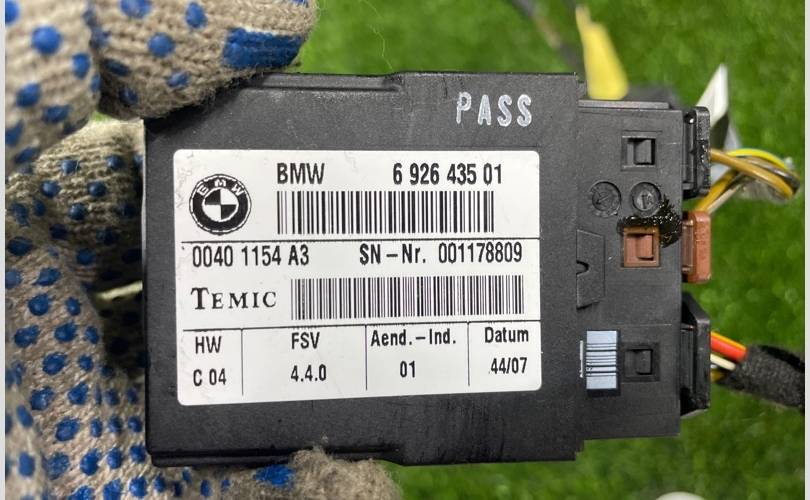 PASS
BMW 6 926 435 01
BMW
0040 1154 A3 SN-Nr. 001178809
TEMIC
HW FSV Aend.-Ind. Datum
C 04 4.4.0 01 44/07